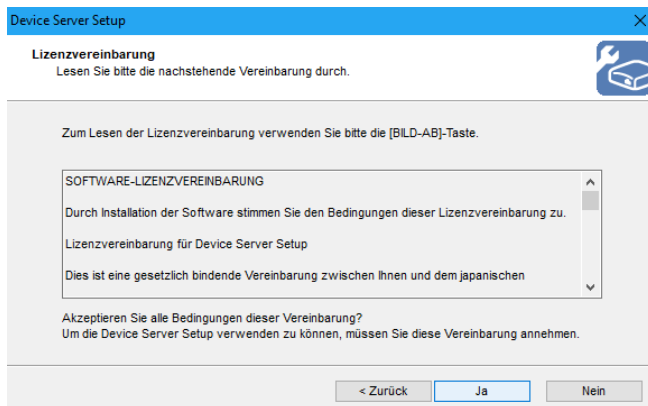 Device Server Setup
Lizenzvereinbarung
Lesen Sie bitte die nachstehende Vereinbarung durch.
Zum Lesen der Lizenzvereinbarung verwenden Sie bitte die [BILD-AB]-Taste.
SOFTWARE-LIZENZVEREINBARUNG
Durch Installation der Software stimmen Sie den Bedingungen dieser Lizenzvereinbarung zu.
Lizenzvereinbarung für Device Server Setup
Dies ist eine gesetzlich bindende Vereinbarung zwischen Ihnen und dem japanischen
Akzeptieren Sie alle Bedingungen dieser Vereinbarung?
Um die Device Server Setup verwenden zu können, müssen Sie diese Vereinbarung annehmen.
< Zurück Ja Nein